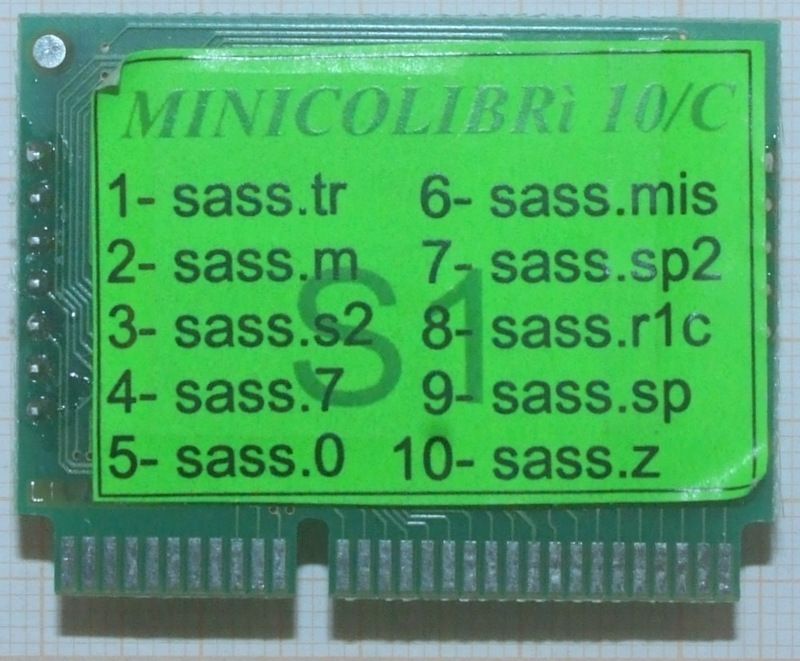 MINICOLIBRì 10/C
1- sass.tr
2- sass.m
3- sass.s2
4- sass.7
5- sass.0
6- sass.mis
7- sass.sp2
8- sass.r1c
9- sass.sp
10- sass.z
S1